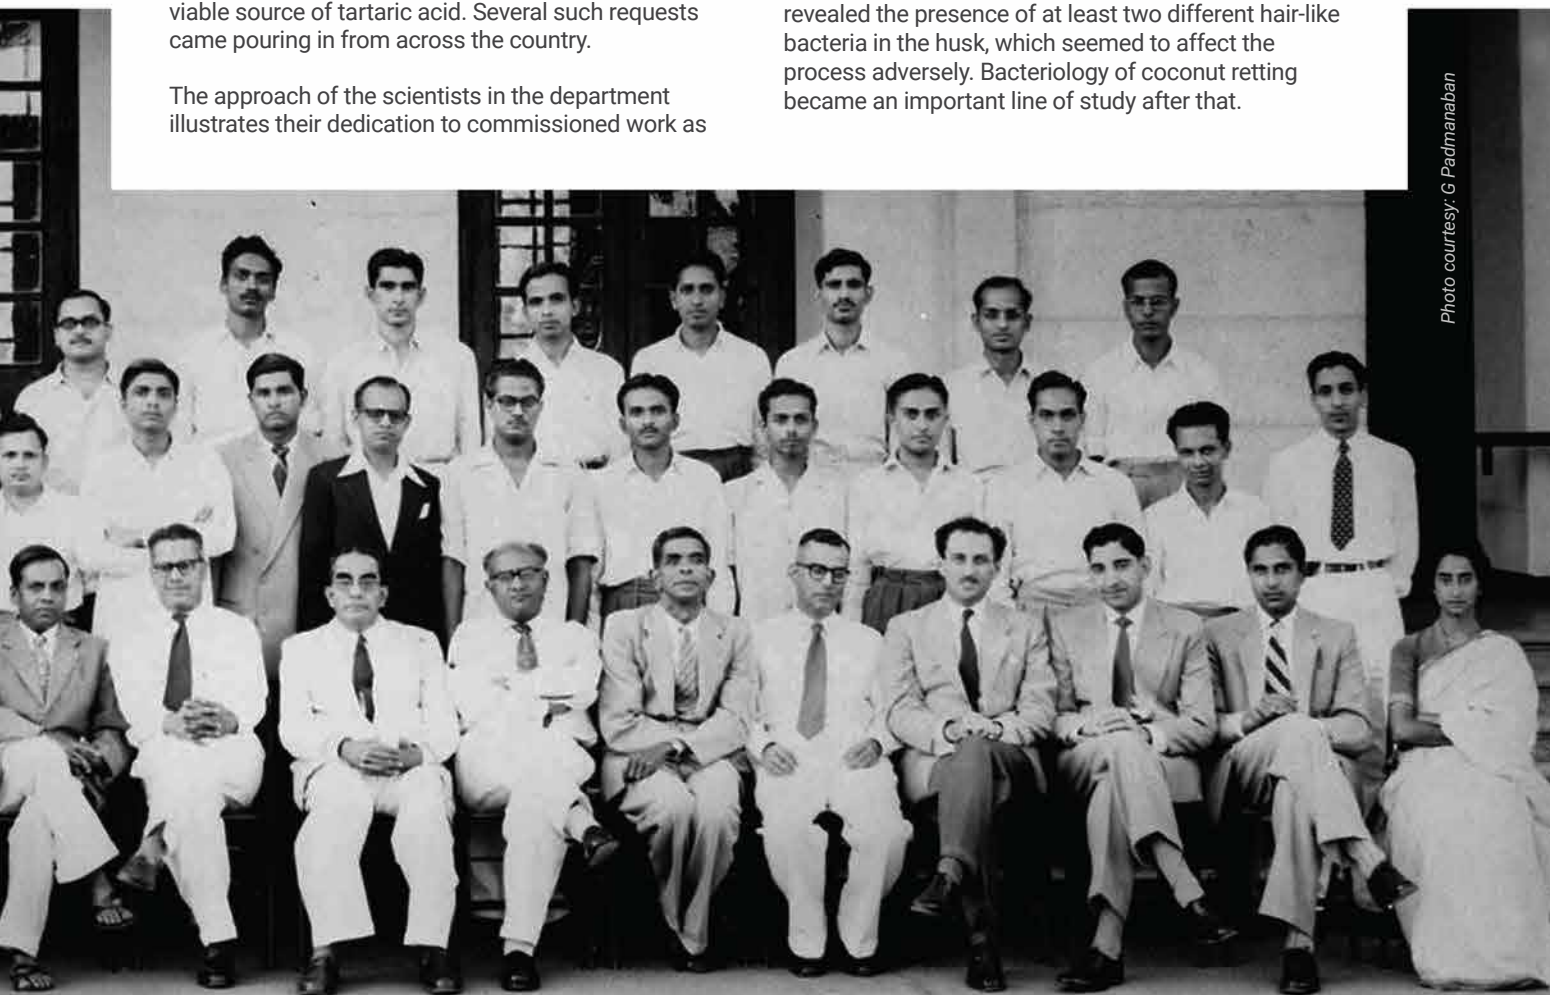 viable source of tartaric acid. Several such requests
came pouring in from across the country.
The approach of the scientists in the department
illustrates their dedication to commissioned work as
revealed the presence of at least two different hair-like
bacteria in the husk, which seemed to affect the
process adversely. Bacteriology of coconut retting
became an important line of study after that.
Photo courtesy: G Padmanaban